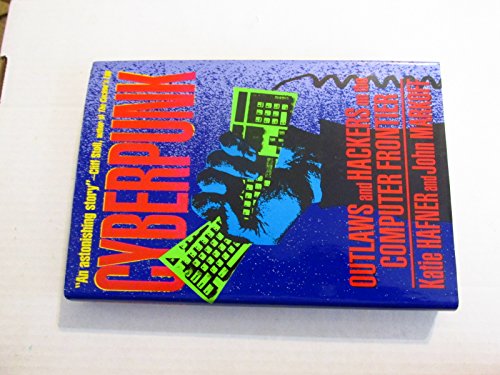 "An astonishing story"—Cliff Stoll, author of The Cuckoo's Egg
CYBERPUNK
OUTLAWS and HACKERS on the
COMPUTER FRONTIER
Katie HAFNER and John MARKOFF